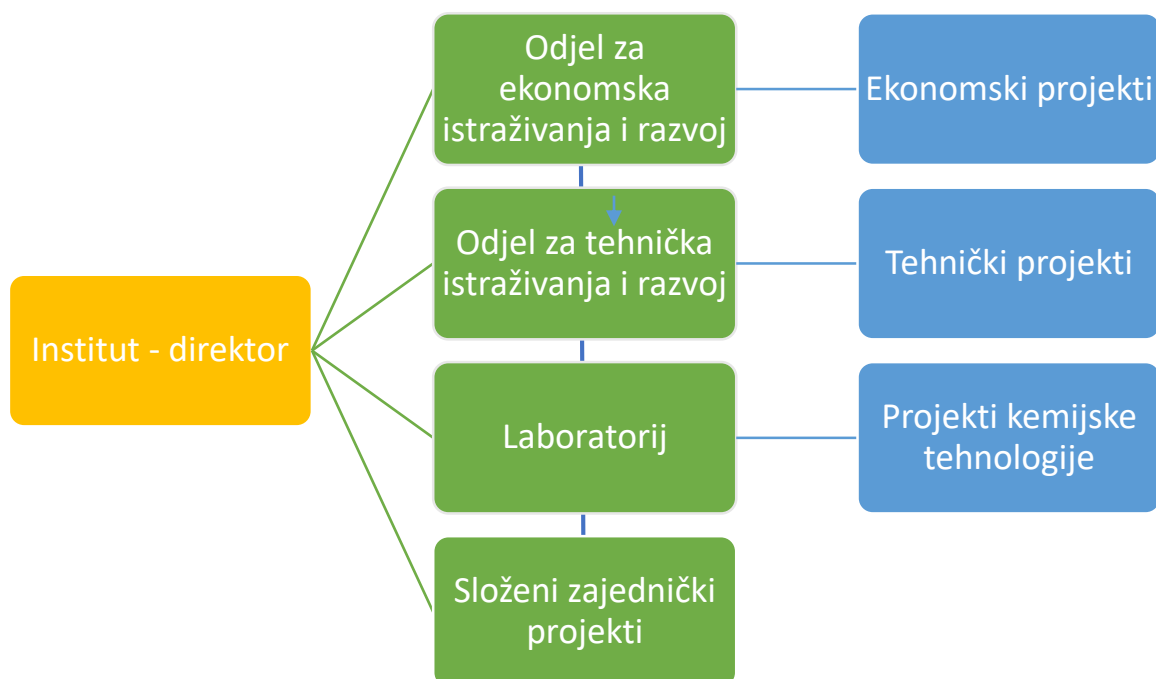 Institut - direktor
Odjel za
ekonomska
istraživanja i razvoj
Ekonomski projekti
Odjel za tehnička
istraživanja i razvoj
Tehnički projekti
Laboratorij
Projekti kemijske
tehnologije
Složeni zajednički
projekti